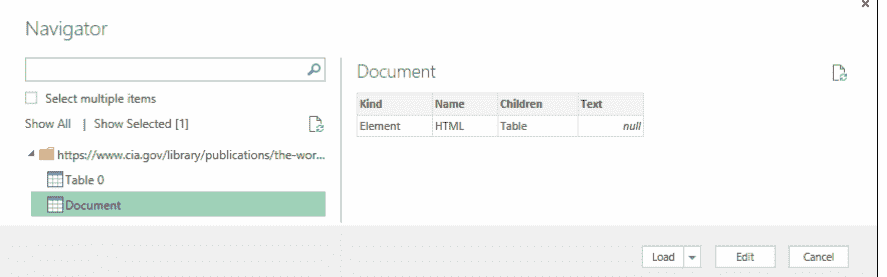 Navigator
Select multiple items
Show All | Show Selected [1]
https://www.cia.gov/library/publications/the-wor...
Table 0
Document
Document
Kind Name Children Text
Element HTML Table null
Load Edit Cancel